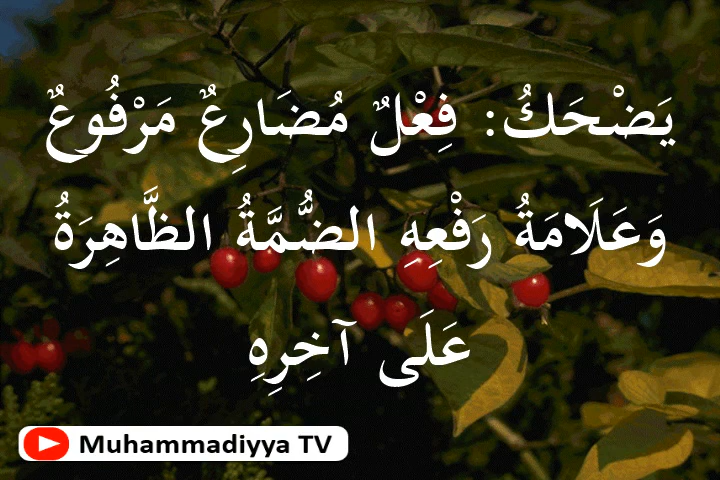 يَضْحَكُ: فِعْلٌ مُضَارِعٌ مَرْفُوعٌ
وَعَلَامَةُ رَفْعِهِ الضُّمَّةُ الظَّاهِرَةُ
عَلَى آخِرِهِ
Muhammadiyya TV